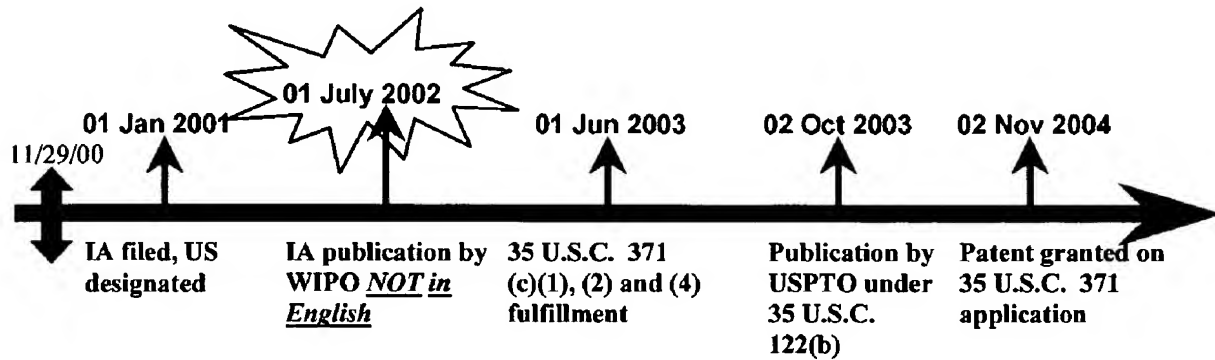 01 July 2002
01 Jan 2001
01 Jun 2003
02 Oct 2003
02 Nov 2004
11/29/00
IA filed, US
designated
IA publication by
WIPO NOT in
English
35 U.S.C. 371
(c)(1), (2) and (4)
fulfillment
Publication by
USPTO under
35 U.S.C.
122(b)
Patent granted on
35 U.S.C. 371
application